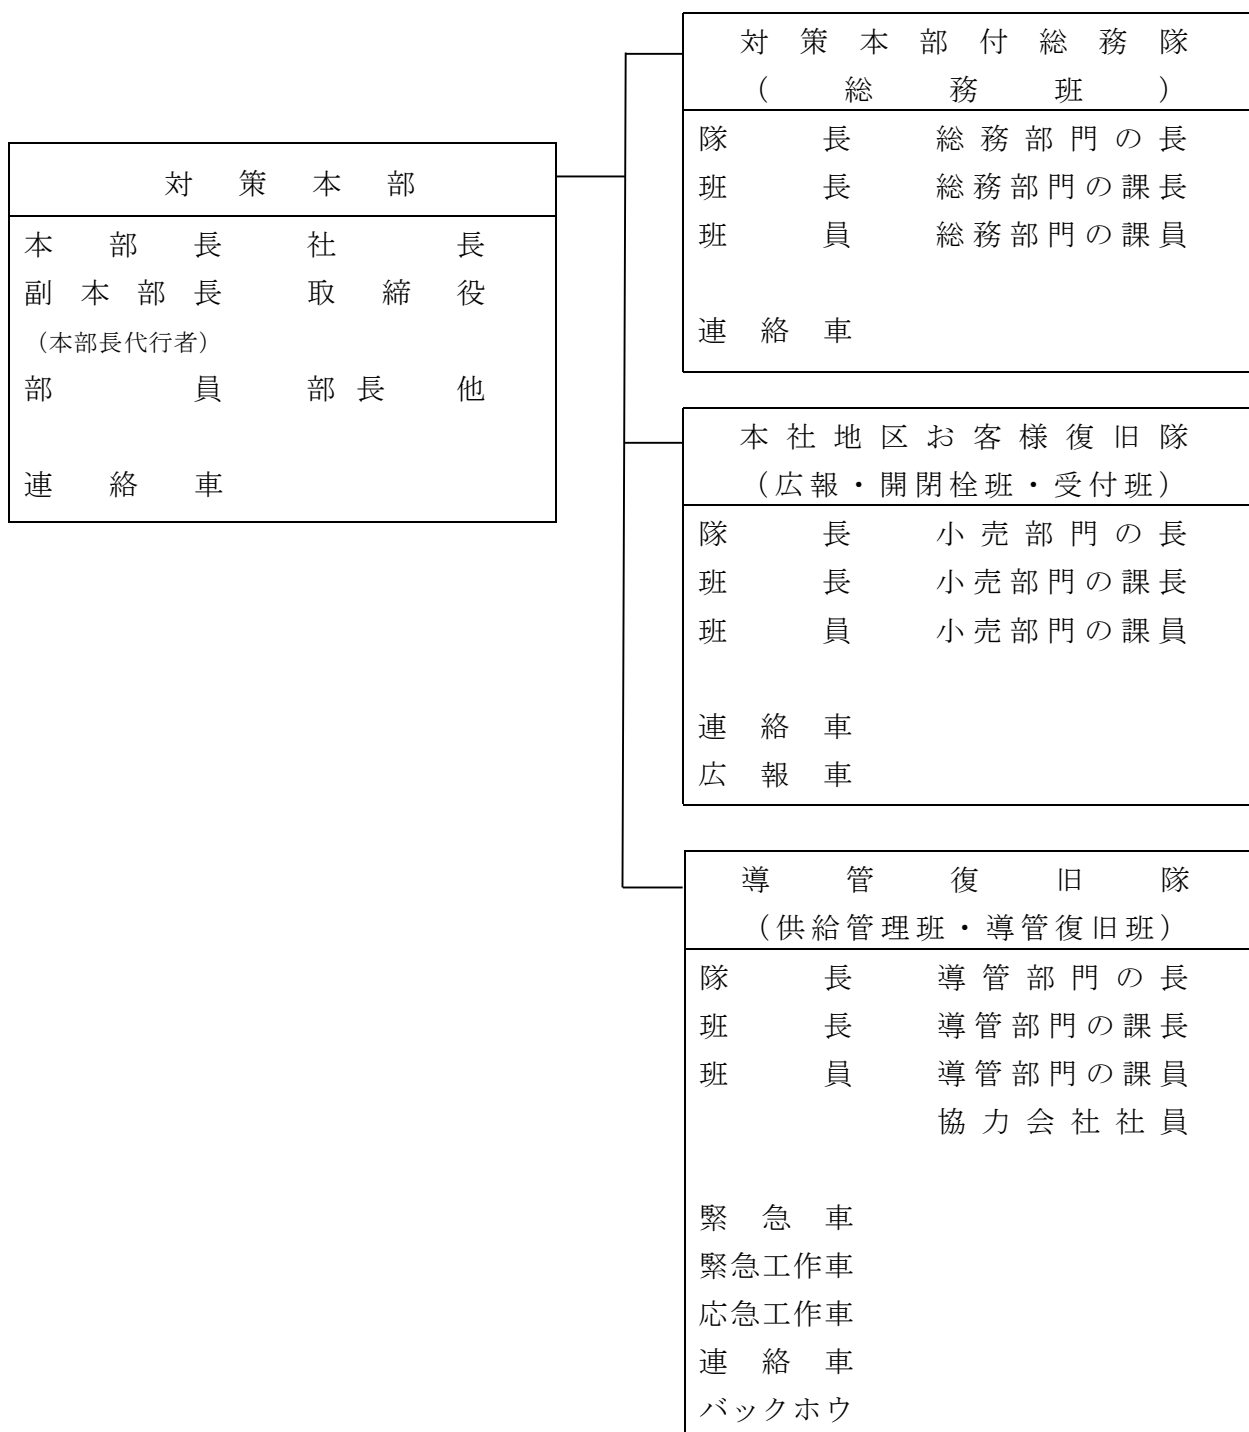 対策本部
本部長 社長
副本部長 取締役
（本部長代行者）
部員 部長他
連絡車
対策本部付総務隊
（総務班）
隊長 総務部門の長
班長 総務部門の課長
班員 総務部門の課員
連絡車
本社地区お客様復旧隊
（広報・開閉栓班・受付班）
隊長 小売部門の長
班長 小売部門の課長
班員 小売部門の課員
連絡車
広報車
導管復旧隊
（供給管理班・導管復旧班）
隊長 導管部門の長
班長 導管部門の課長
班員 導管部門の課員
協力会社社員
緊急車
緊急工作車
応急工作車
連絡車
バックホウ